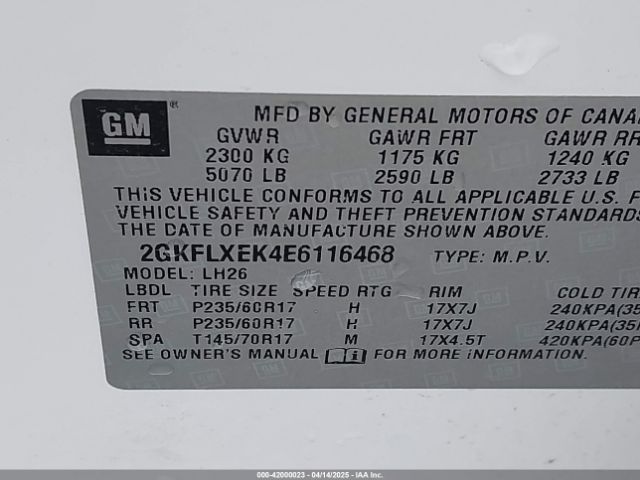 GM ®
MFD BY GENERAL MOTORS OF CANA
GVWR GAWR FRT GAWR RR
2300 KG 1175 KG 1240 KG
5070 LB 2590 LB 2733 LB
THIS VEHICLE CONFORMS TO ALL APPLICABLE U.S. F
VEHICLE SAFETY AND THEFT PREVENTION STANDARDS
THE DATE OF MANUFACTURE SHOWN ABOVE.
2GKFLXEK4E6116468 TYPE: M.P.V.
MODEL: LH26
LBDL TIRE SIZE SPEED RTG RIM COLD TIR
FRT P235/60R17 H 17X7J 240KPA(35
RR P235/60R17 H 17X7J 240KPA(35
SPA T145/70R17 M 17X4.5T 420KPA(60P
SEE OWNER'S MANUAL FOR MORE INFORMATION.
000-42000023 - 04/14/2025 - IAA Inc.